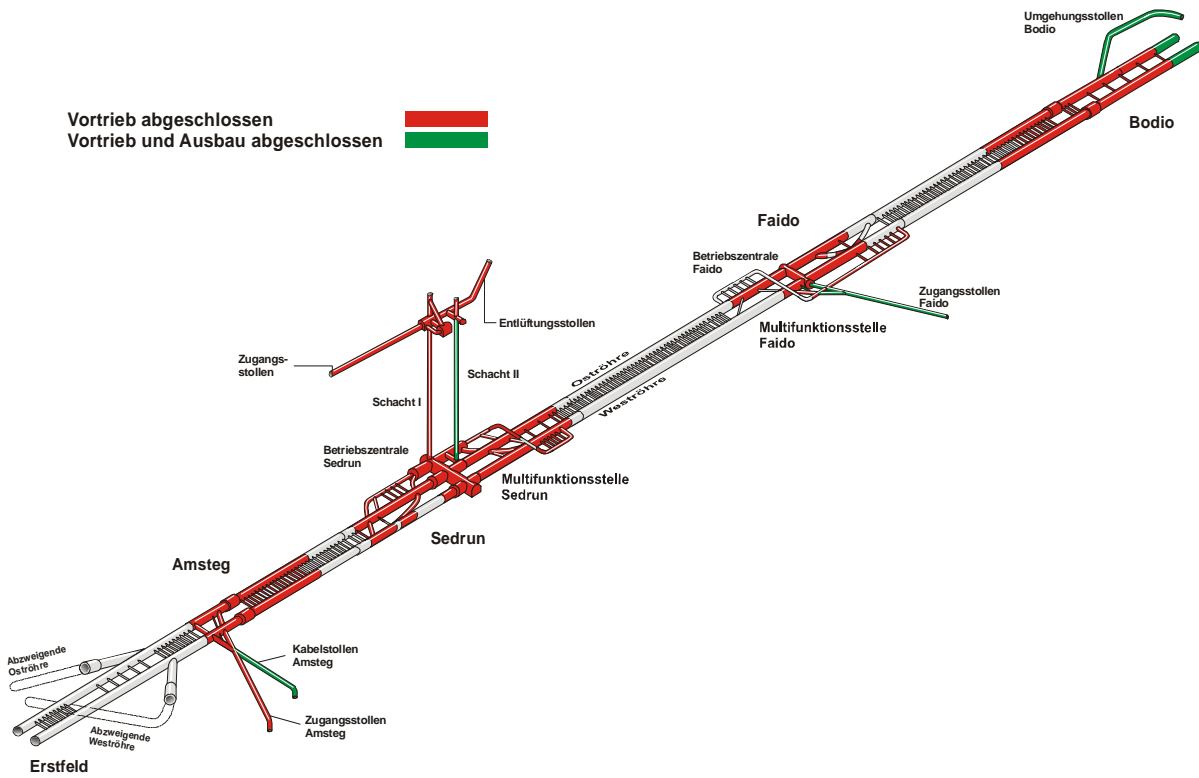 Umgehungsstollen
Bodio
Vortrieb abgeschlossen
Vortrieb und Ausbau abgeschlossen
Bodio
Faido
Betriebszentrale
Faido
Zugangsstollen
Faido
Multifunktionsstelle
Faido
Entlüftungsstollen
Zugangs-
stollen
Schacht II
Schacht I
Oströhre
Weströhre
Betriebszentrale
Sedrun
Multifunktionsstelle
Sedrun
Sedrun
Amsteg
Kabelstollen
Amsteg
Zugangsstollen
Amsteg
Abzweigende
Oströhre
Abzweigende
Weströhre
Erstfeld